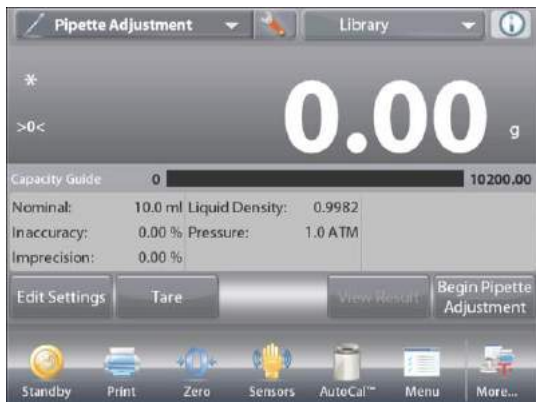 Pipette Adjustment Library
*
>0< 0.00 g
Capacity Guide 0 10200.00
Nominal: 10.0 ml Liquid Density: 0.9982
Inaccuracy: 0.00 % Pressure: 1.0 ATM
Imprecision: 0.00 %
Edit Settings Tare View Result Begin Pipette
Adjustment
Standby Print Zero Sensors AutoCal™ Menu More...